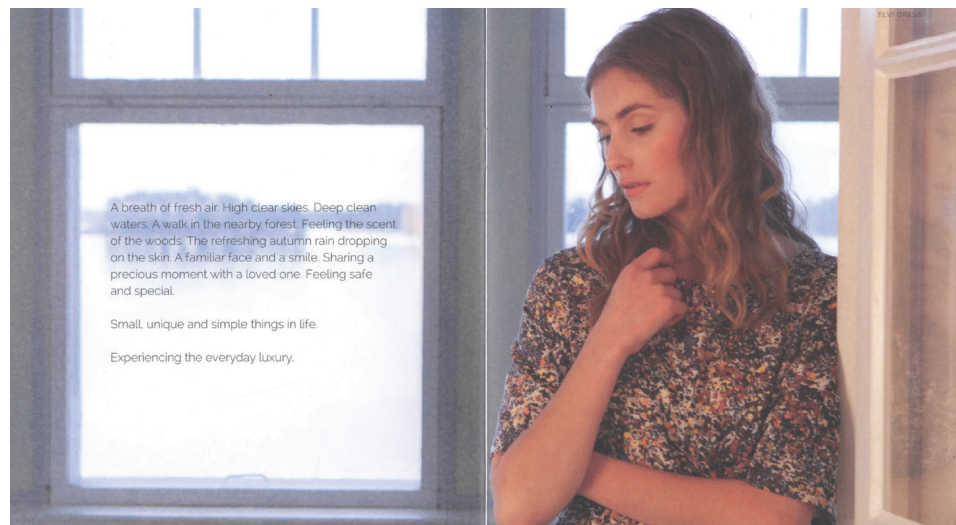 ELVI DRESS
A breath of fresh air. High clear skies. Deep clean
waters. A walk in the nearby forest. Feeling the scent
of the woods. The refreshing autumn rain dropping
on the skin. A familiar face and a smile. Sharing a
precious moment with a loved one. Feeling safe
and special.
Small, unique and simple things in life.
Experiencing the everyday luxury.